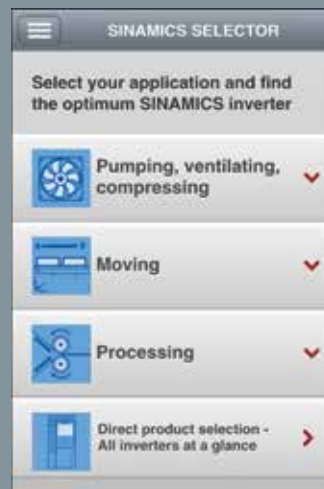 SINAMICS SELECTOR
Select your application and find
the optimum SINAMICS inverter
Pumping, ventilating,
compressing
Moving
Processing
Direct product selection -
All inverters at a glance